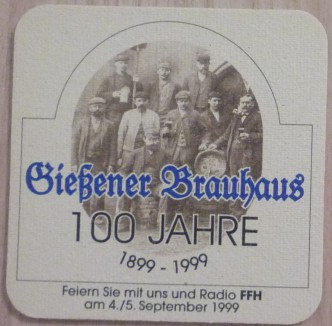 Gießener Brauhaus
100 JAHRE
1899 - 1999
Feiern Sie mit uns und Radio FFH
am 4./5. September 1999